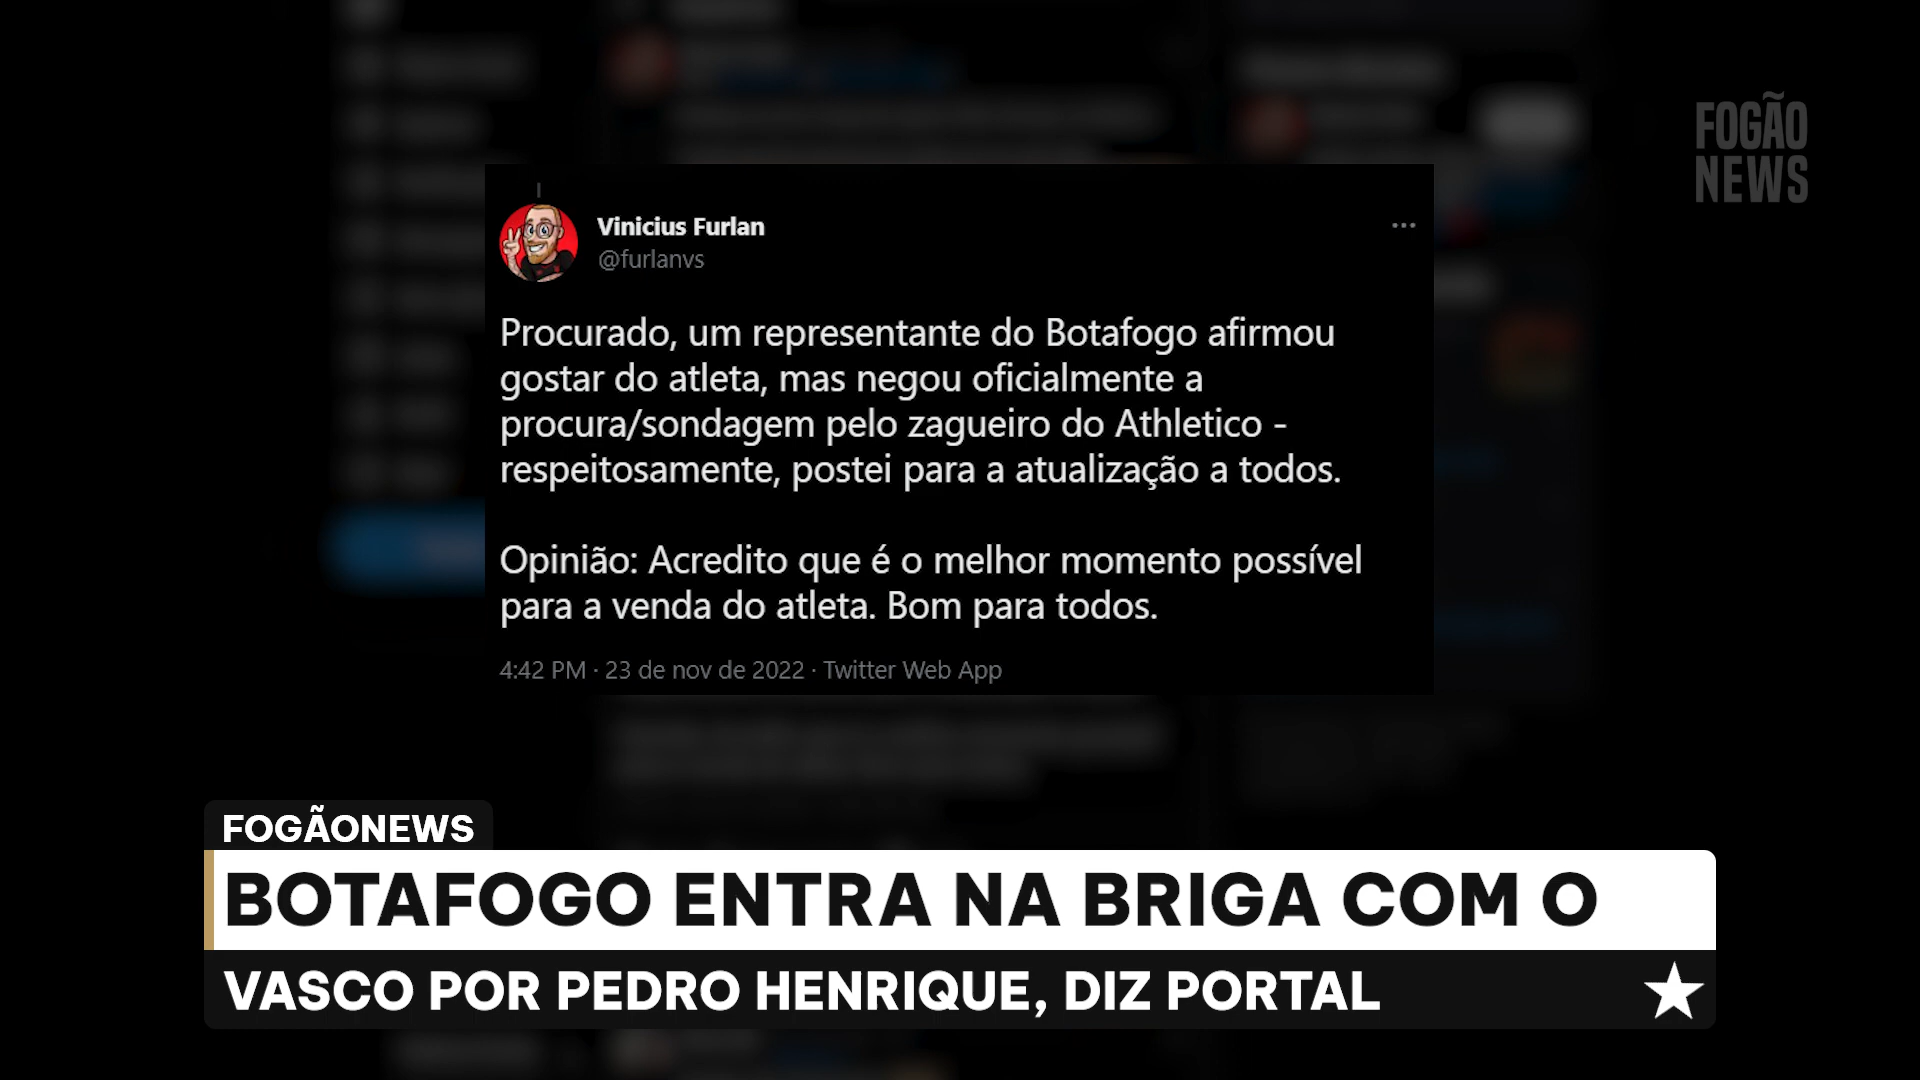 FOGÃO
NEWS
Vinicius Furlan
@furlanvs
Procurado, um representante do Botafogo afirmou
gostar do atleta, mas negou oficialmente a
procura/sondagem pelo zagueiro do Athletico -
respeitosamente, postei para a atualização a todos.
Opinião: Acredito que é o melhor momento possível
para a venda do atleta. Bom para todos.
4:42 PM · 23 de nov de 2022 · Twitter Web App
FOGÃONEWS
BOTAFOGO ENTRA NA BRIGA COM O
VASCO POR PEDRO HENRIQUE, DIZ PORTAL